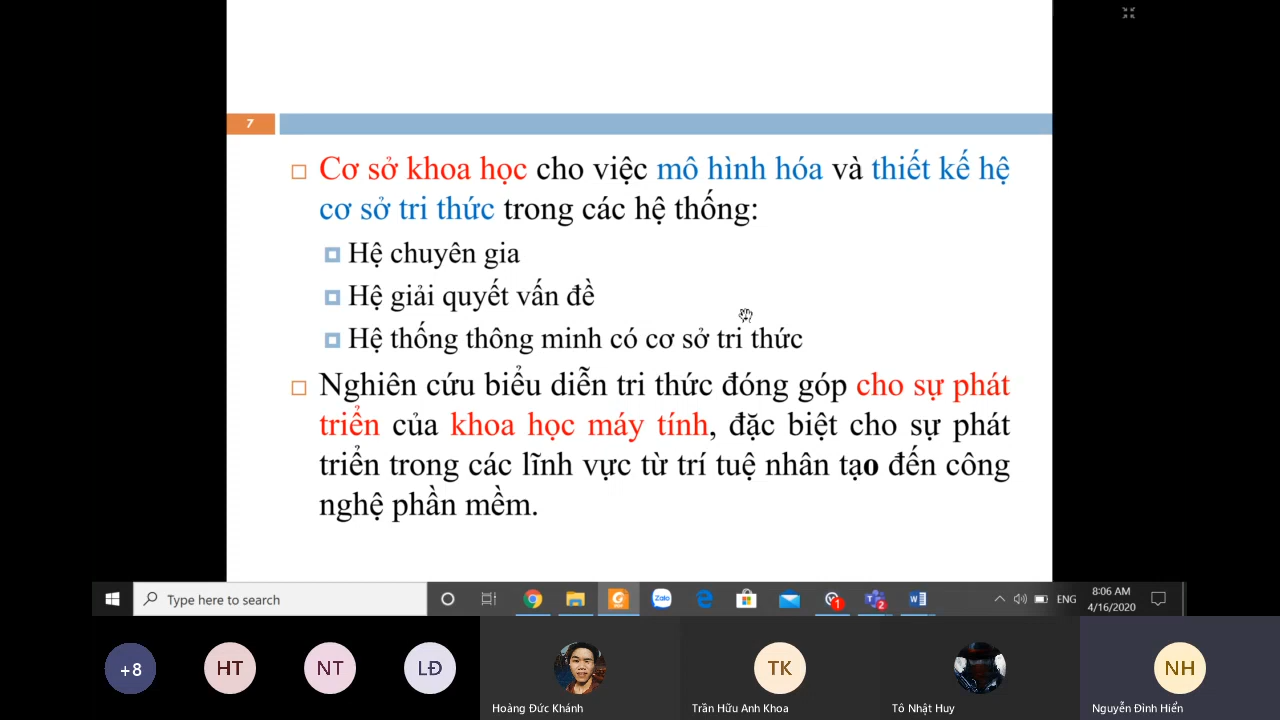 7
Cơ sở khoa học cho việc mô hình hóa và thiết kế hệ
cơ sở tri thức trong các hệ thống:
Hệ chuyên gia
Hệ giải quyết vấn đề
Hệ thống thông minh có cơ sở tri thức
Nghiên cứu biểu diễn tri thức đóng góp cho sự phát
triển của khoa học máy tính, đặc biệt cho sự phát
triển trong các lĩnh vực từ trí tuệ nhân tạo đến công
nghệ phần mềm.
Type here to search
Zalo
1
2
ENG
8:06 AM
4/16/2020
+8
HT
NT
LĐ
TK
NH
Hoàng Đức Khánh
Trần Hữu Anh Khoa
Tô Nhật Huy
Nguyễn Đình Hiển